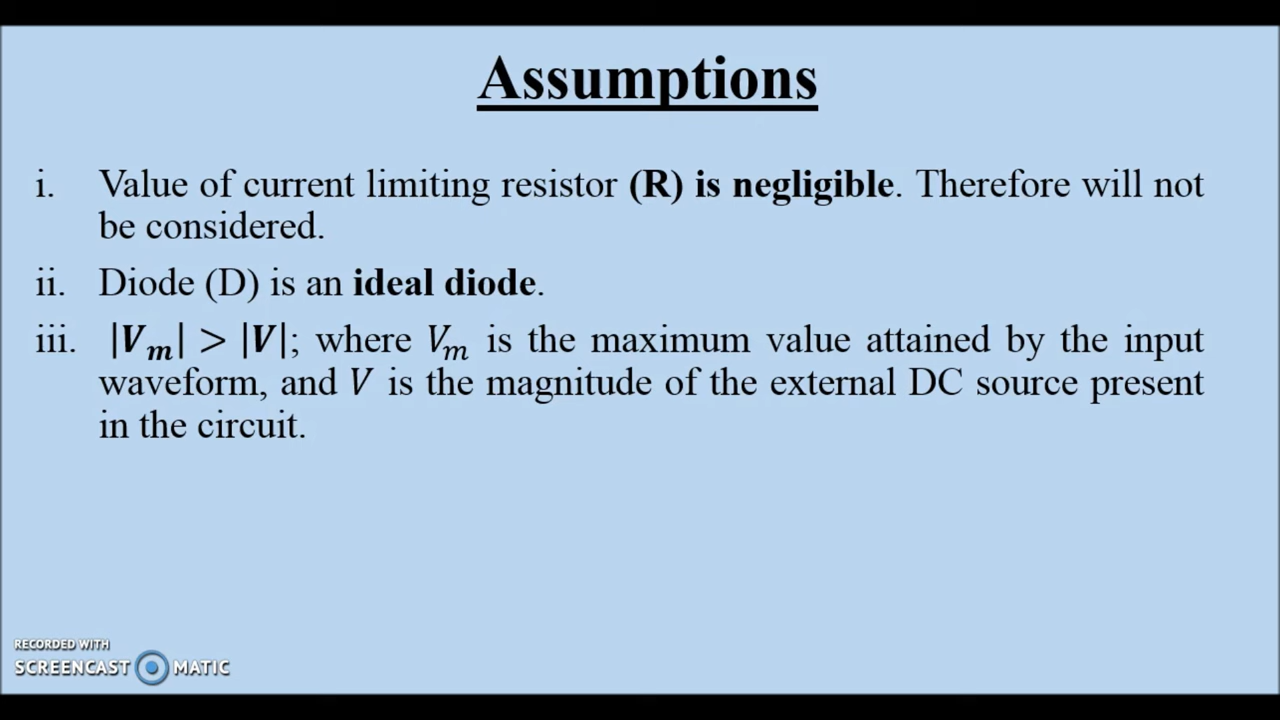 Assumptions
i. Value of current limiting resistor (R) is negligible. Therefore will not
be considered.
ii. Diode (D) is an ideal diode.
iii. |Vₘ| > |V|; where Vₘ is the maximum value attained by the input
waveform, and V is the magnitude of the external DC source present
in the circuit.
RECORDED WITH
SCREENCAST MATIC